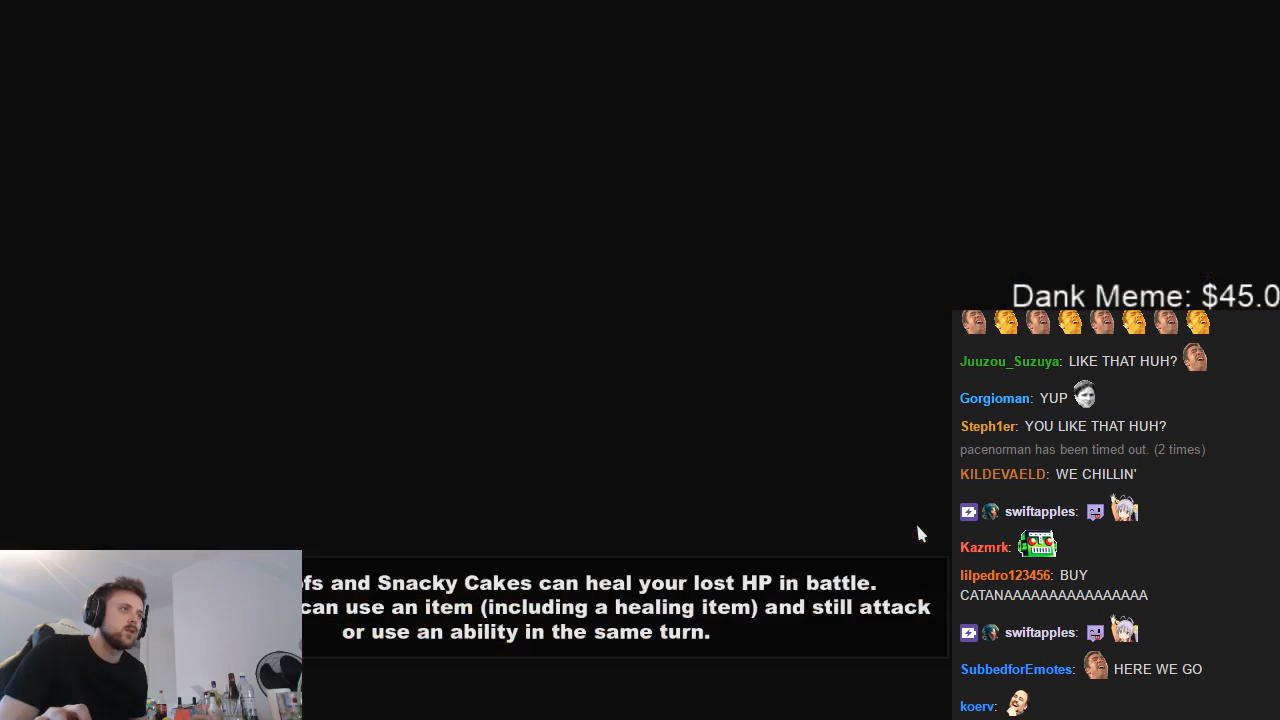 Dank Meme: $45.0
Juuzou_Suzuya: LIKE THAT HUH?
Gorgioman: YUP
Steph1er: YOU LIKE THAT HUH?
pacenorman has been timed out. (2 times)
KILDEVAELD: WE CHILLIN'
swiftapples:
Kazmrk:
lilpedro123456: BUY
CATANAAAAAAAAAAAAAAAAA
swiftapples:
SubbedforEmotes: HERE WE GO
koerv:
and Snacky Cakes can heal your lost HP in battle.
can use an item (including a healing item) and still attack
or use an ability in the same turn.